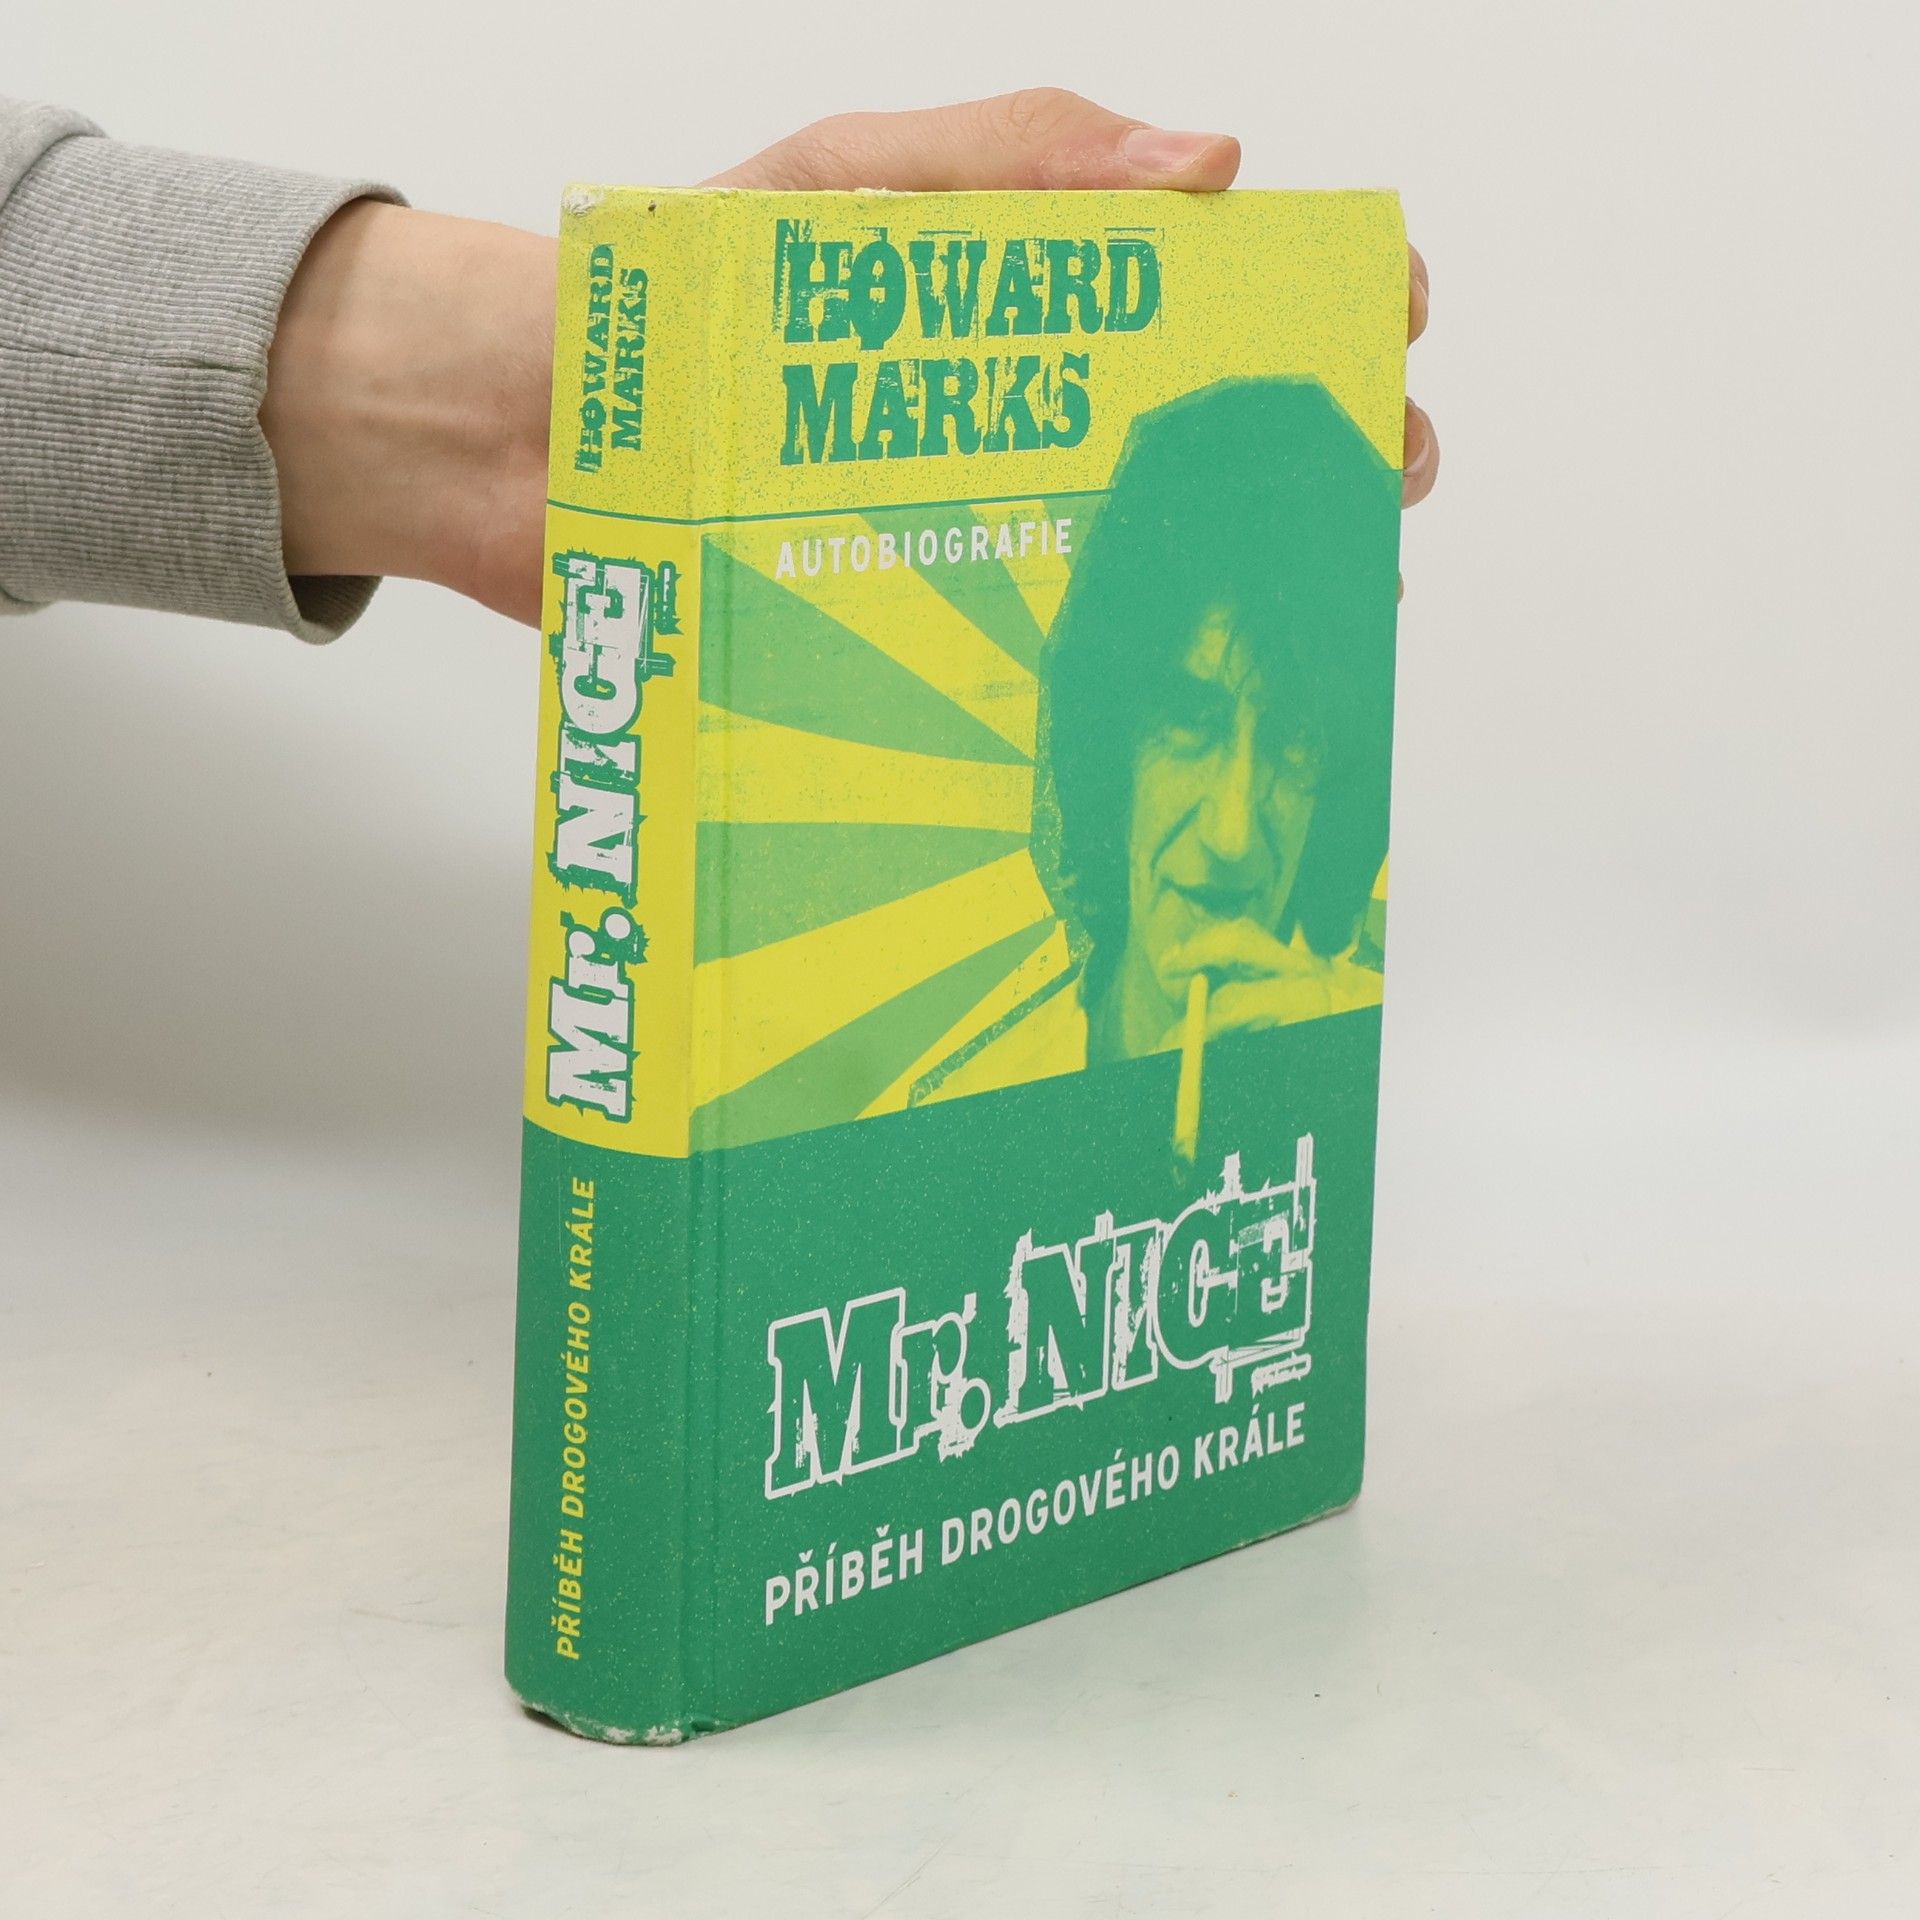 HOWARD
MARKS
Mr. NICE
PŘÍBĚH DROGOVÉHO KRÁLE
HOWARD
MARKS
AUTOBIOGRAFIE
Mr. NICE
PŘÍBĚH DROGOVÉHO KRÁLE